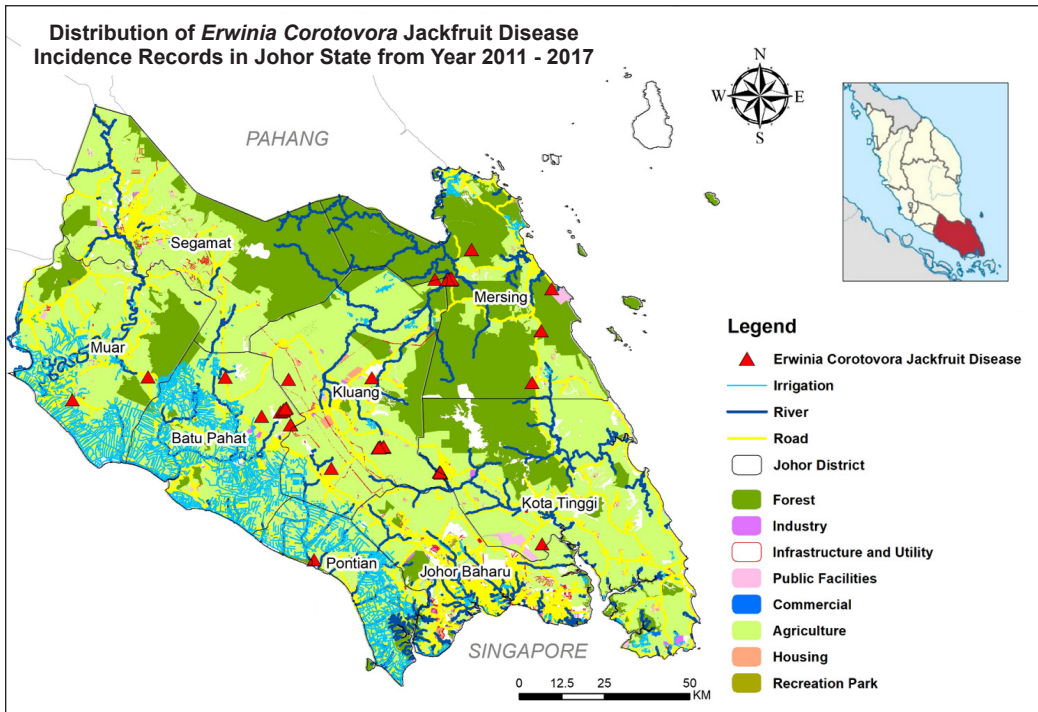 Distribution of Erwinia Corotovora Jackfruit Disease
Incidence Records in Johor State from Year 2011 - 2017
N
W
E
S
PAHANG
Segamat
Mersing
Muar
Kluang
Batu Pahat
Kota Tinggi
Pontian
Johor Baharu
SINGAPORE
Legend
Erwinia Corotovora Jackfruit Disease
Irrigation
River
Road
Johor District
Forest
Industry
Infrastructure and Utility
Public Facilities
Commercial
Agriculture
Housing
Recreation Park
0 12.5 25 50
KM